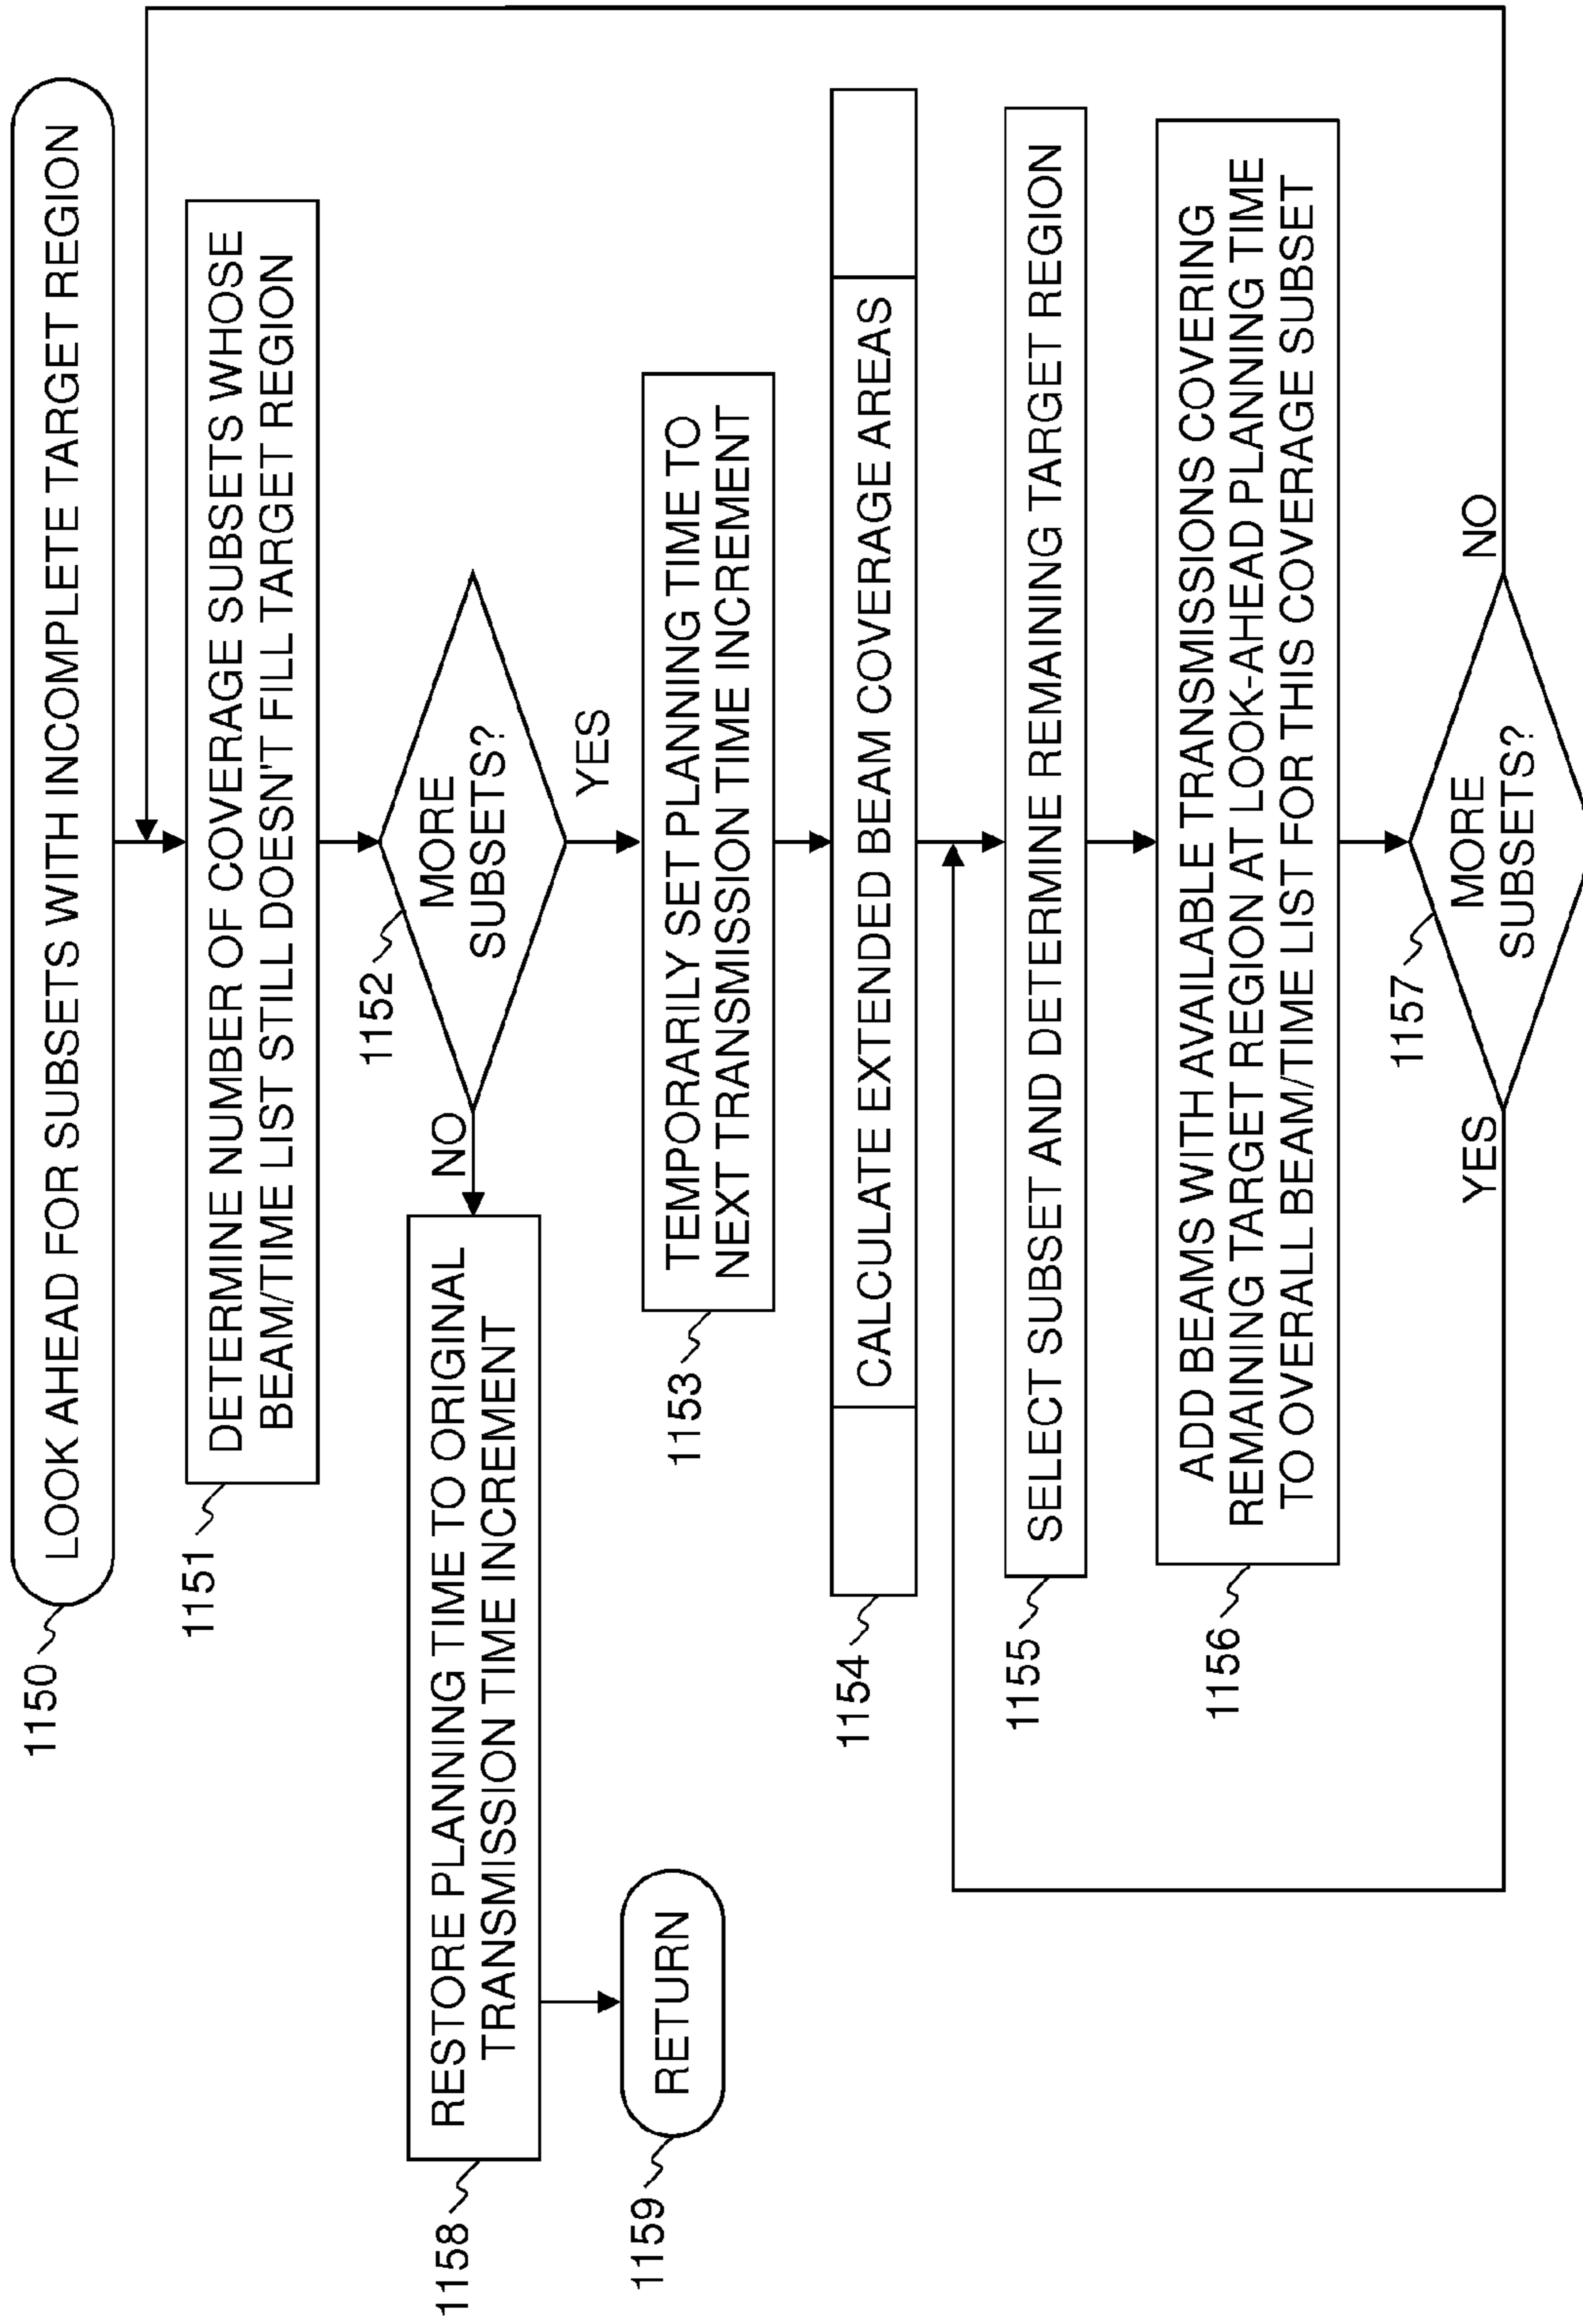 1150
LOOK AHEAD FOR SUBSETS WITH INCOMPLETE TARGET REGION
1151
DETERMINE NUMBER OF COVERAGE SUBSETS WHOSE
BEAM/TIME LIST STILL DOESN'T FILL TARGET REGION
1152
MORE
SUBSETS?
NO
YES
1158
RESTORE PLANNING TIME TO ORIGINAL
TRANSMISSION TIME INCREMENT
1159
RETURN
1153
TEMPORARILY SET PLANNING TIME TO
NEXT TRANSMISSION TIME INCREMENT
1154
CALCULATE EXTENDED BEAM COVERAGE AREAS
1155
SELECT SUBSET AND DETERMINE REMAINING TARGET REGION
1156
ADD BEAMS WITH AVAILABLE TRANSMISSIONS COVERING
REMAINING TARGET REGION AT LOOK-AHEAD PLANNING TIME
TO OVERALL BEAM/TIME LIST FOR THIS COVERAGE SUBSET
1157
MORE
SUBSETS?
YES
NO